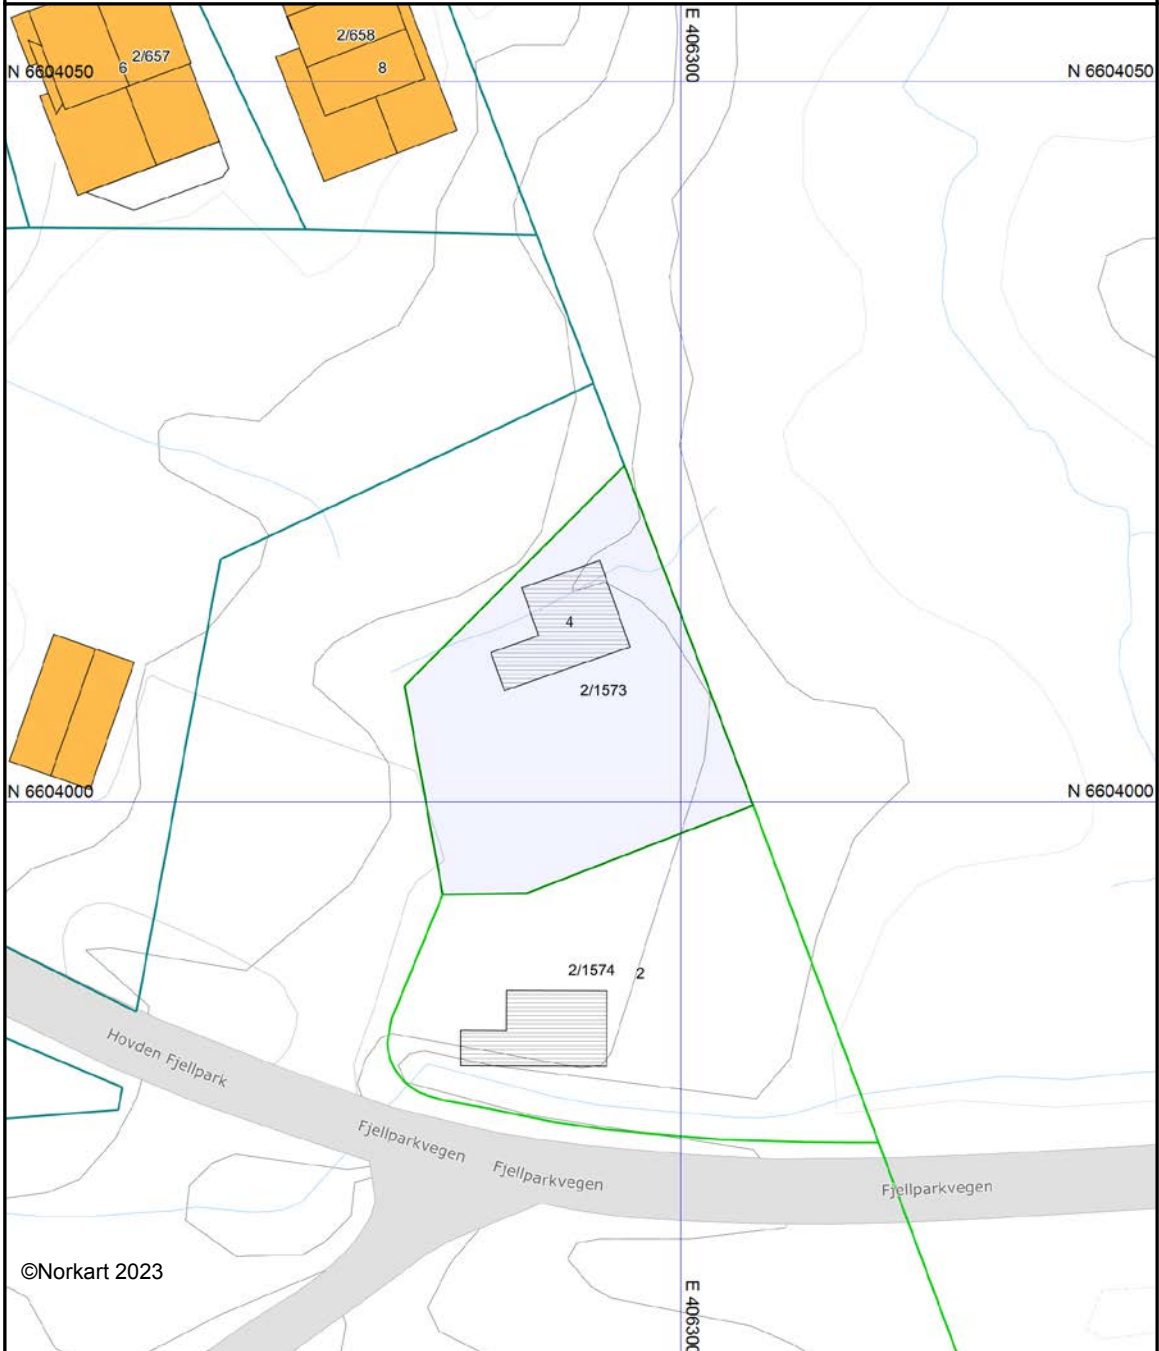 E 406300
2/657
6
2/658
8
N 6604050
N 6604050
4
2/1573
N 6604000
N 6604000
2/1574
2
Hovden Fjellpark
Fjellparkvegen
Fjellparkvegen
Fjellparkvegen
©Norkart 2023
E 406300